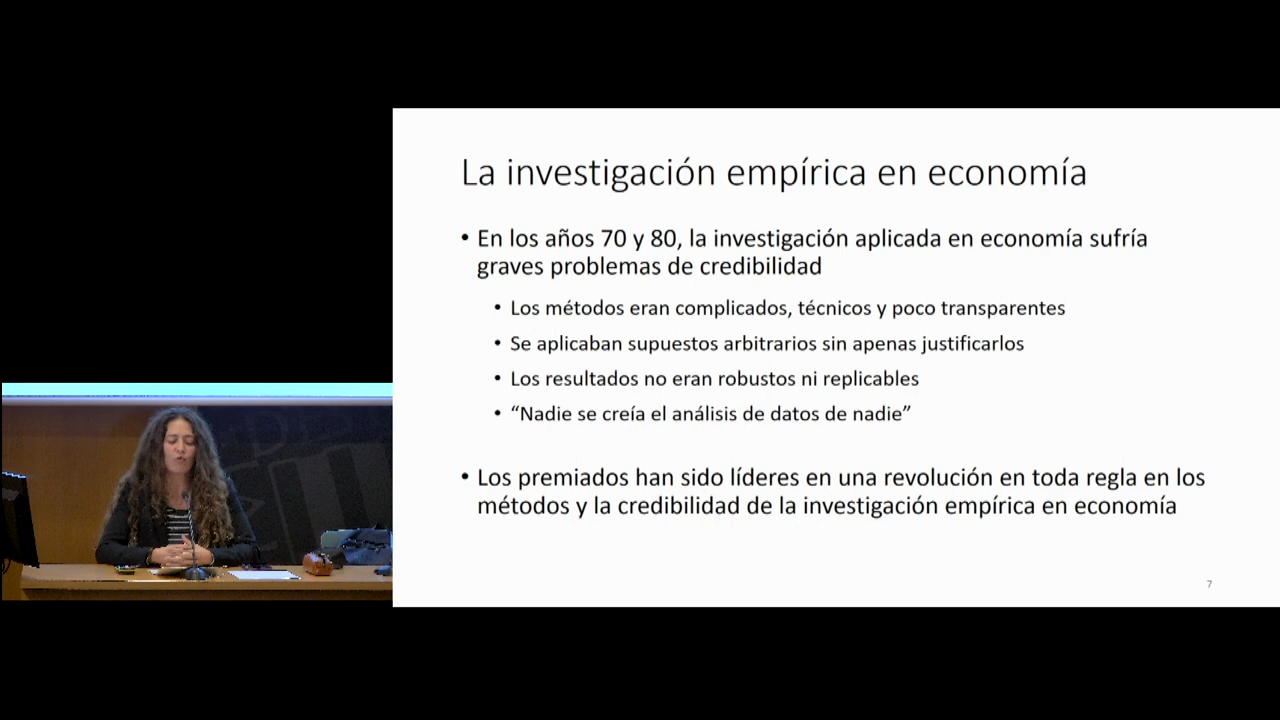 La investigación empírica en economía
• En los años 70 y 80, la investigación aplicada en economía sufría
graves problemas de credibilidad
• Los métodos eran complicados, técnicos y poco transparentes
• Se aplicaban supuestos arbitrarios sin apenas justificarlos
• Los resultados no eran robustos ni replicables
• “Nadie se creía el análisis de datos de nadie”
• Los premiados han sido líderes en una revolución en toda regla en los
métodos y la credibilidad de la investigación empírica en economía
7